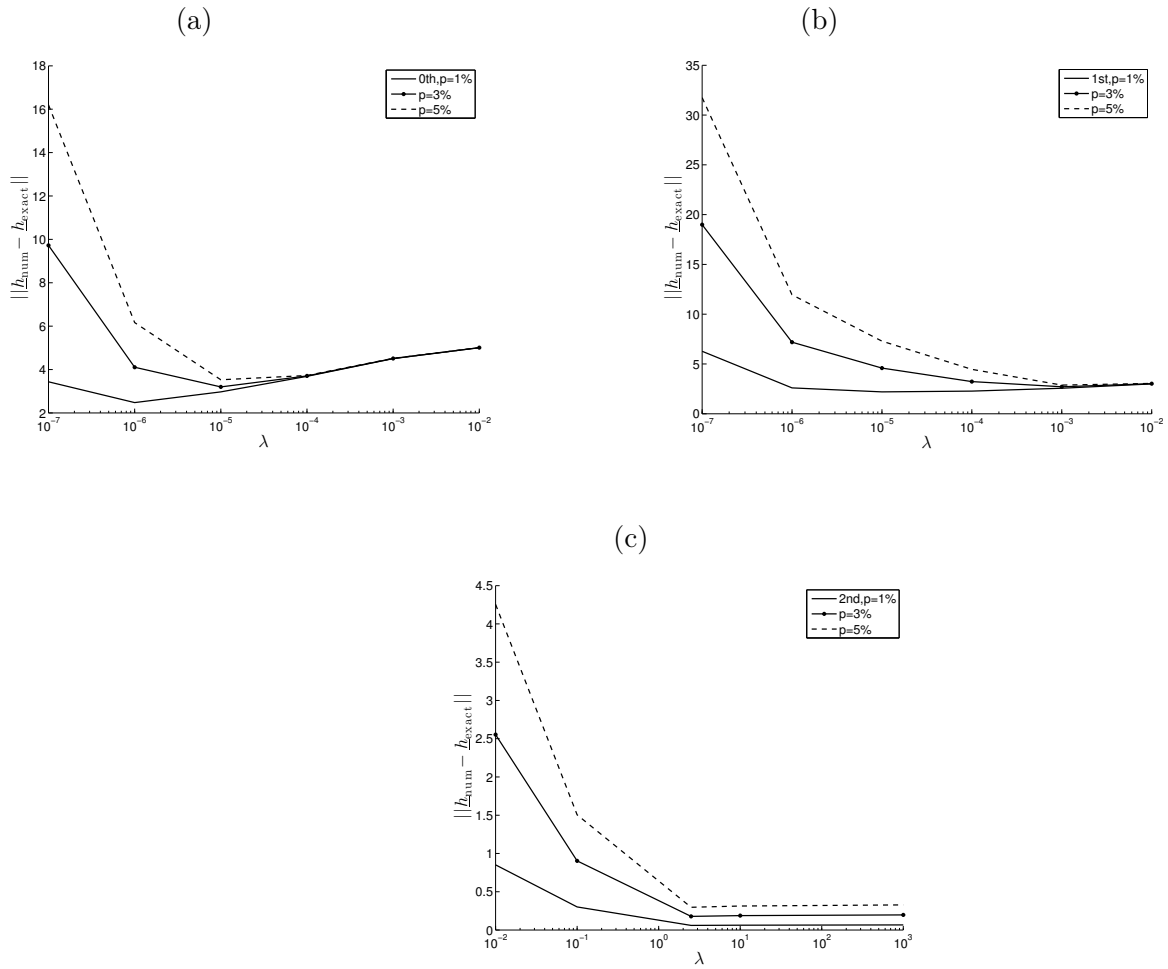 (a)
18
16
14
12
10
8
6
4
2
||h_num − h_exact||
0th,p=1%
p=3%
p=5%
10^−7 10^−6 10^−5 10^−4 10^−3 10^−2
λ
(b)
35
30
25
20
15
10
5
0
||h_num − h_exact||
1st,p=1%
p=3%
p=5%
10^−7 10^−6 10^−5 10^−4 10^−3 10^−2
λ
(c)
4.5
4
3.5
3
2.5
2
1.5
1
0.5
0
||h_num − h_exact||
2nd,p=1%
p=3%
p=5%
10^−2 10^−1 10^0 10^1 10^2 10^3
λ